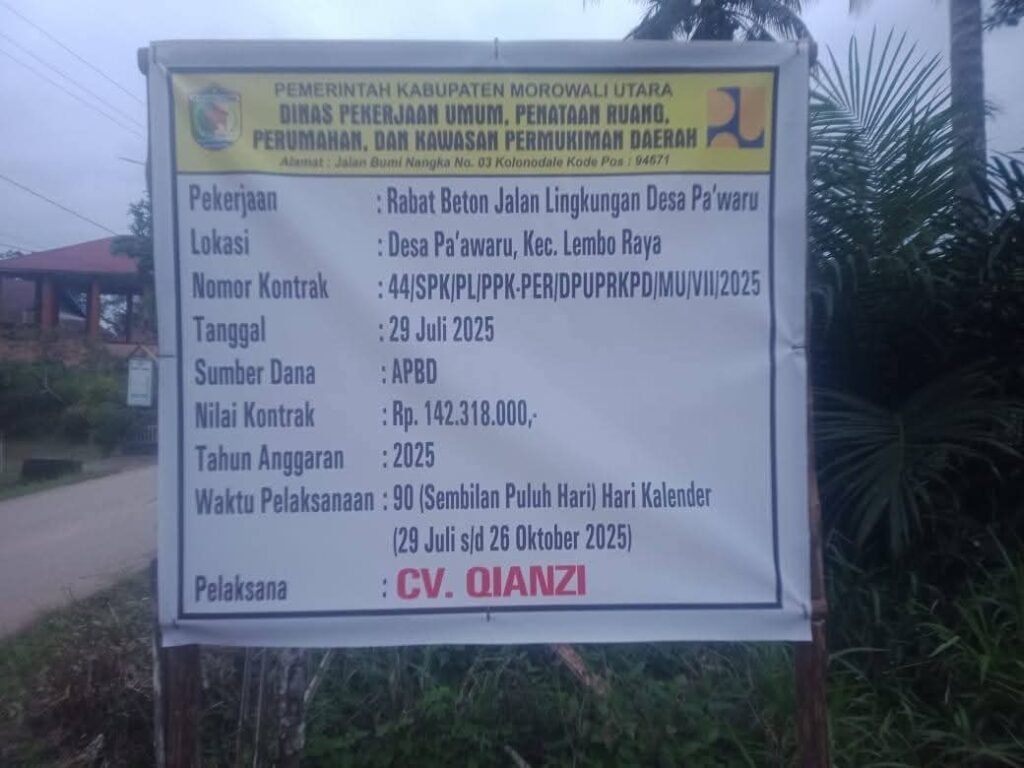 PEMERINTAH KABUPATEN MOROWALI UTARA
DINAS PEKERJAAN UMUM, PENATAAN RUANG,
PERUMAHAN, DAN KAWASAN PERMUKIMAN DAERAH
Alamat : Jalan Bumi Nangka No. 03 Kolonodale Kode Pos : 94671
Pekerjaan : Rabat Beton Jalan Lingkungan Desa Pa'waru
Lokasi : Desa Pa'awaru, Kec. Lembo Raya
Nomor Kontrak : 44/SPK/PL/PPK-PER/DPUPRKPD/MU/VII/2025
Tanggal : 29 Juli 2025
Sumber Dana : APBD
Nilai Kontrak : Rp. 142.318.000,-
Tahun Anggaran : 2025
Waktu Pelaksanaan : 90 (Sembilan Puluh Hari) Hari Kalender
(29 Juli s/d 26 Oktober 2025)
Pelaksana : CV. QIANZI